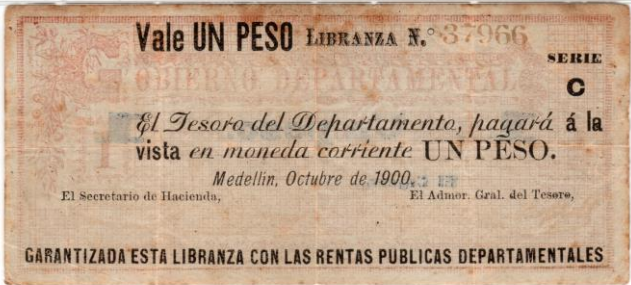 Vale UN PESO LIBRANZA N.º 37966
SERIE
C
OBIERNO DEPARTAMENTAL
El Tesoro del Departamento, pagará á la
vista en moneda corriente UN PESO.
Medellin, Octubre de 1900
El Secretario de Hacienda,
El Admor. Gral. del Tesoro,
GARANTIZADA ESTA LIBRANZA CON LAS RENTAS PUBLICAS DEPARTAMENTALES